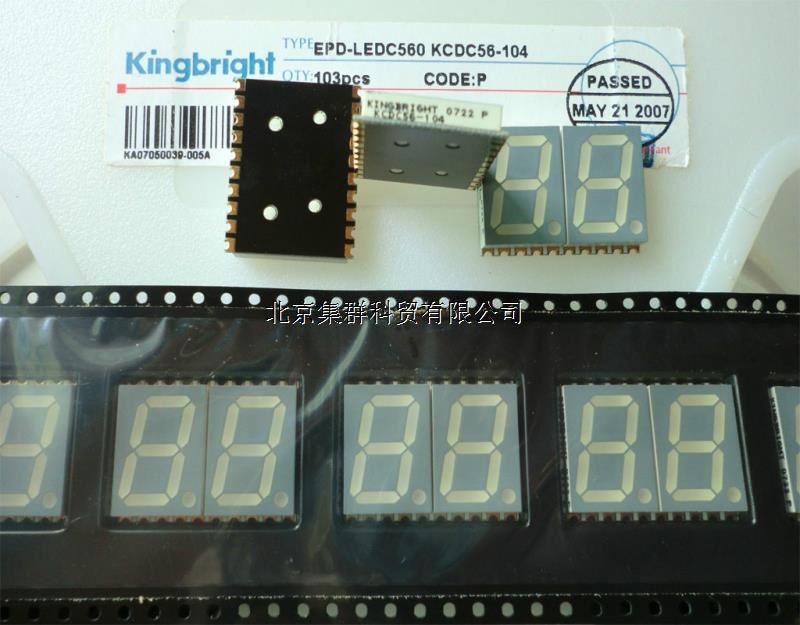 TYPE EPD-LEDC560 KCDC56-104
Kingbright
QTY: 103pcs CODE:P
PASSED
MAY 21 2007
KA07050039-005A
KINGBRIGHT 0722 P
KCDC56-104
北京集群科贸有限公司